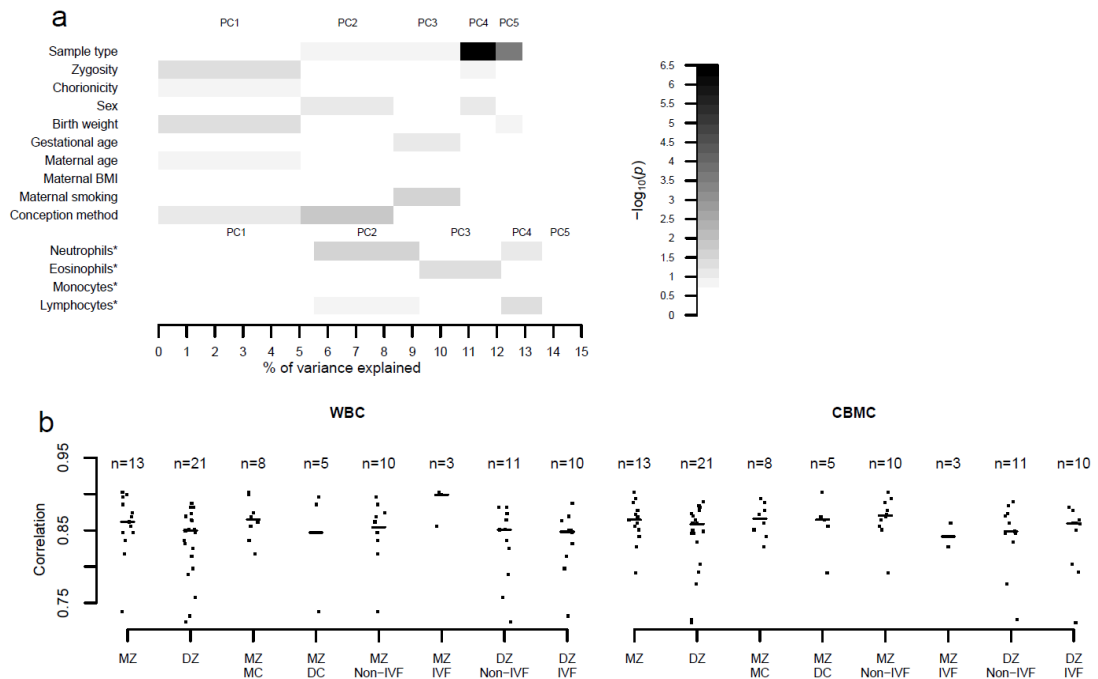 a
PC1 PC2 PC3 PC4 PC5
Sample type
Zygosity
Chorionicity
Sex
Birth weight
Gestational age
Maternal age
Maternal BMI
Maternal smoking
Conception method
PC1 PC2 PC3 PC4 PC5
Neutrophils*
Eosinophils*
Monocytes*
Lymphocytes*
0 1 2 3 4 5 6 7 8 9 10 11 12 13 14 15
% of variance explained
6.5
6
5.5
5
4.5
4
3.5
3
2.5
2
1.5
1
0.5
0
−log10(p)
b
WBC CBMC
0.95
0.85
0.75
Correlation
n=13 n=21 n=8 n=5 n=10 n=3 n=11 n=10 n=13 n=21 n=8 n=5 n=10 n=3 n=11 n=10
MZ DZ MZ MZ MZ MZ DZ DZ MZ DZ MZ MZ MZ MZ DZ DZ
MC DC Non−IVF IVF Non−IVF IVF MC DC Non−IVF IVF Non−IVF IVF